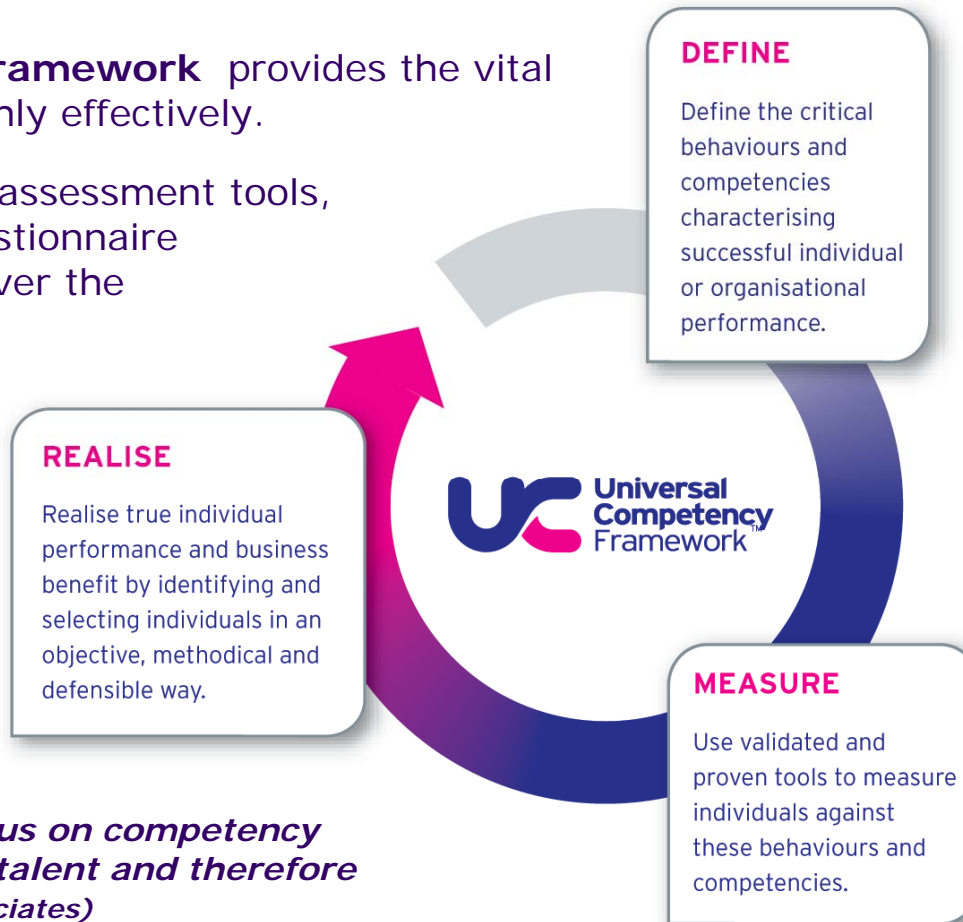 ramework provides the vital
nly effectively.
assessment tools,
stionnaire
ver the
DEFINE
Define the critical
behaviours and
competencies
characterising
successful individual
or organisational
performance.
REALISE
Realise true individual
performance and business
benefit by identifying and
selecting individuals in an
objective, methodical and
defensible way.
UC
Universal
Competency
Framework™
MEASURE
Use validated and
proven tools to measure
individuals against
these behaviours and
competencies.
us on competency
talent and therefore
ciates)